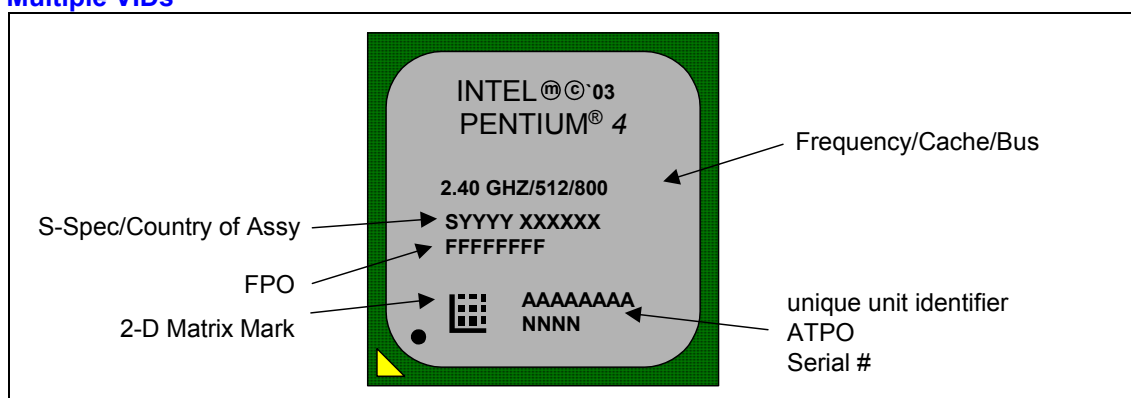 Multiple VIDs
INTEL ⓜ ⓒ`03
PENTIUM® 4
Frequency/Cache/Bus
2.40 GHZ/512/800
S-Spec/Country of Assy
SYYYY XXXXXX
FFFFFFFF
FPO
2-D Matrix Mark
AAAAAAAA
NNNN
unique unit identifier
ATPO
Serial #